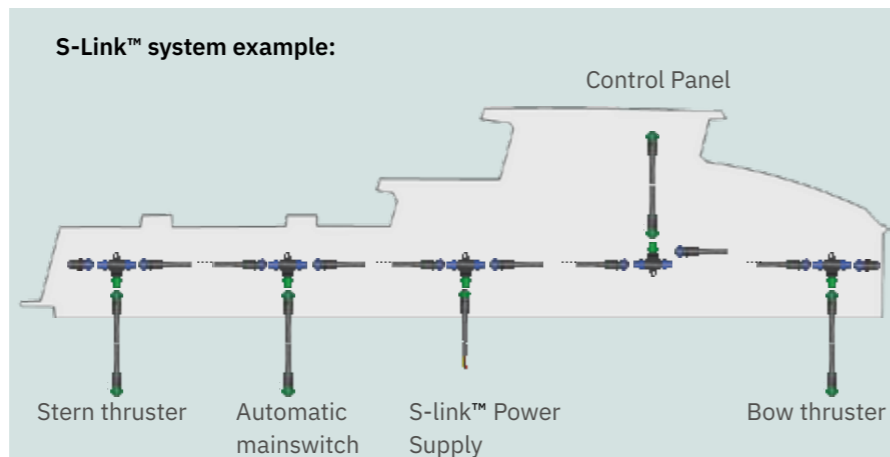 S-Link™ system example:
Control Panel
Stern thruster
Automatic
mainswitch
S-link™ Power
Supply
Bow thruster